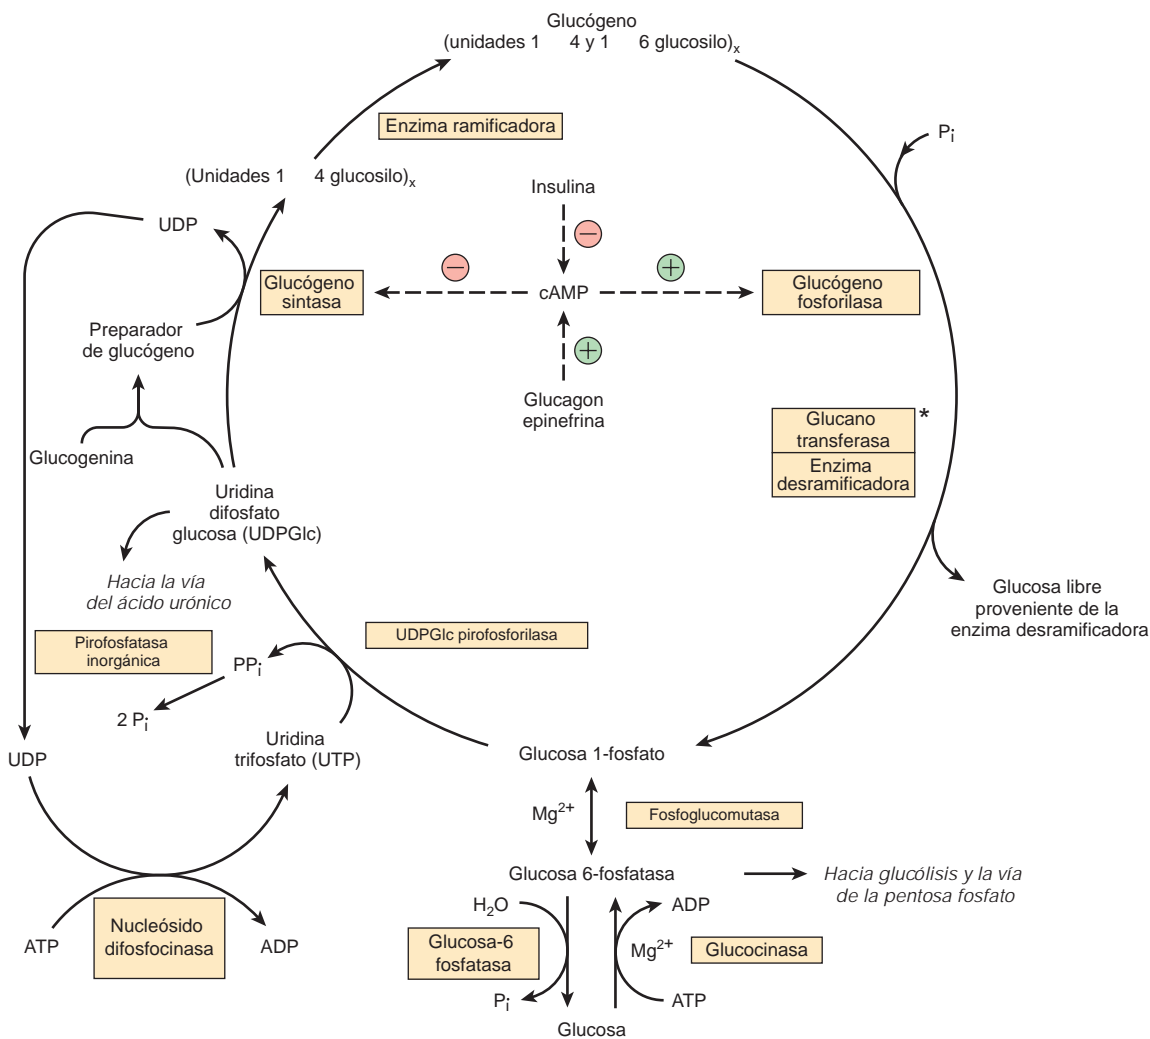 Glucógeno
(unidades 1 4 y 1 6 glucosilo)x
Enzima ramificadora
Pi
(Unidades 1 4 glucosilo)x
Insulina
UDP
−
− +
Glucógeno
sintasa
cAMP
Glucógeno
fosforilasa
Preparador
de glucógeno
+
Glucagon
epinefrina
Glucano
transferasa
*
Enzima
desramificadora
Glucogenina
Uridina
difosfato
glucosa (UDPGlc)
Hacia la vía
del ácido urónico
Glucosa libre
proveniente de la
enzima desramificadora
UDPGlc pirofosforilasa
Pirofosfatasa
inorgánica
PPi
2 Pi
Uridina
trifosfato (UTP)
UDP
Glucosa 1-fosfato
Mg2+
Fosfoglucomutasa
Glucosa 6-fosfatasa
Hacia glucólisis y la vía
de la pentosa fosfato
H2O
ADP
Nucleósido
difosfocinasa
ATP
ADP
Glucosa-6
fosfatasa
Mg2+
Glucocinasa
Pi
ATP
Glucosa